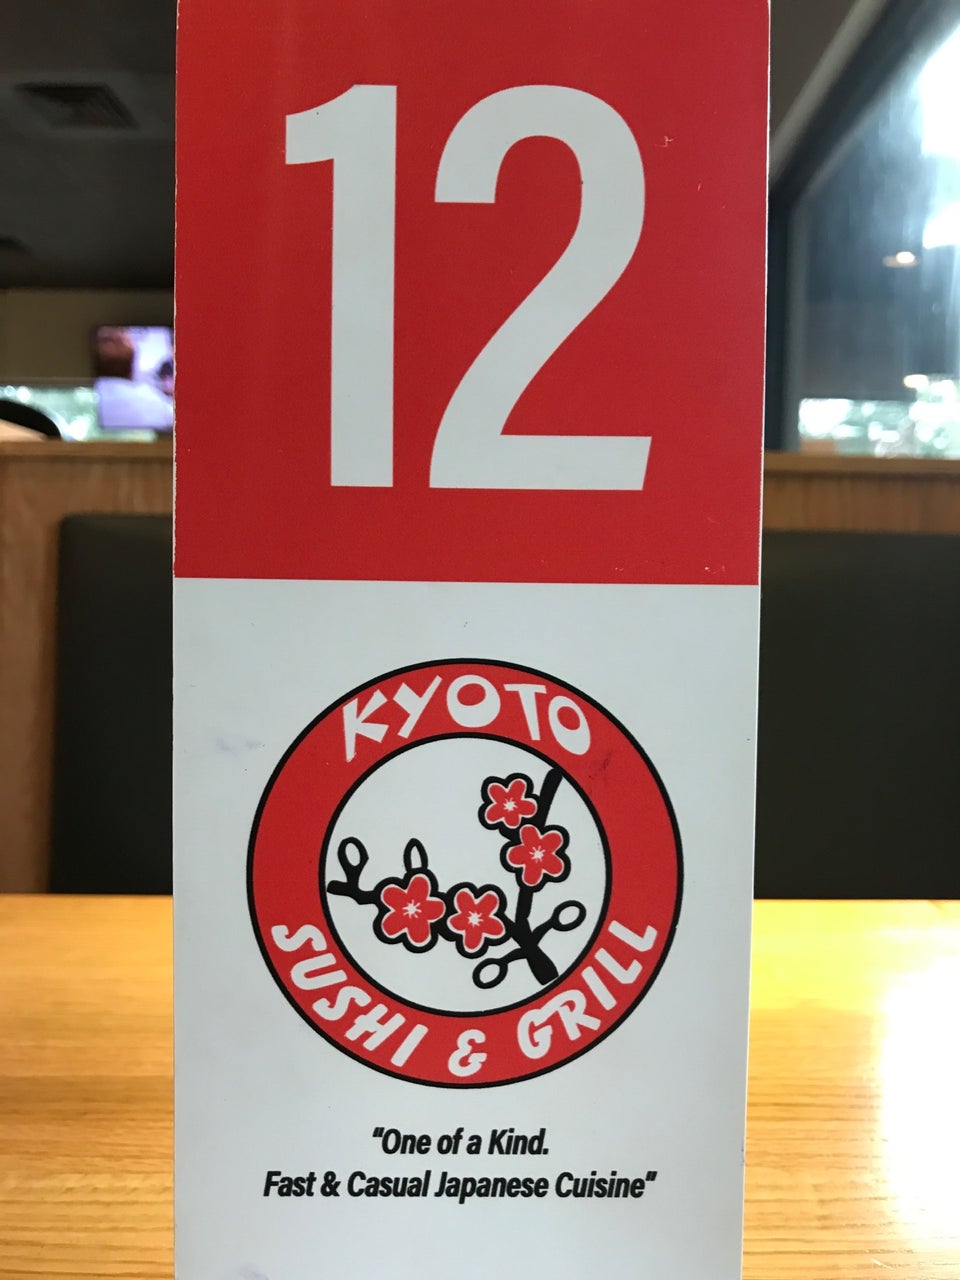 12
KYOTO
SUSHI & GRILL
"One of a Kind.
Fast & Casual Japanese Cuisine"